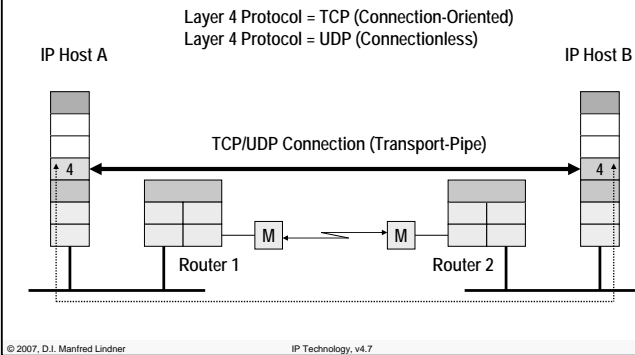 Layer 4 Protocol = TCP (Connection-Oriented)
Layer 4 Protocol = UDP (Connectionless)
IP Host A
IP Host B
TCP/UDP Connection (Transport-Pipe)
4
4
M
M
Router 1
Router 2
© 2007, D.I. Manfred Lindner
IP Technology, v4.7